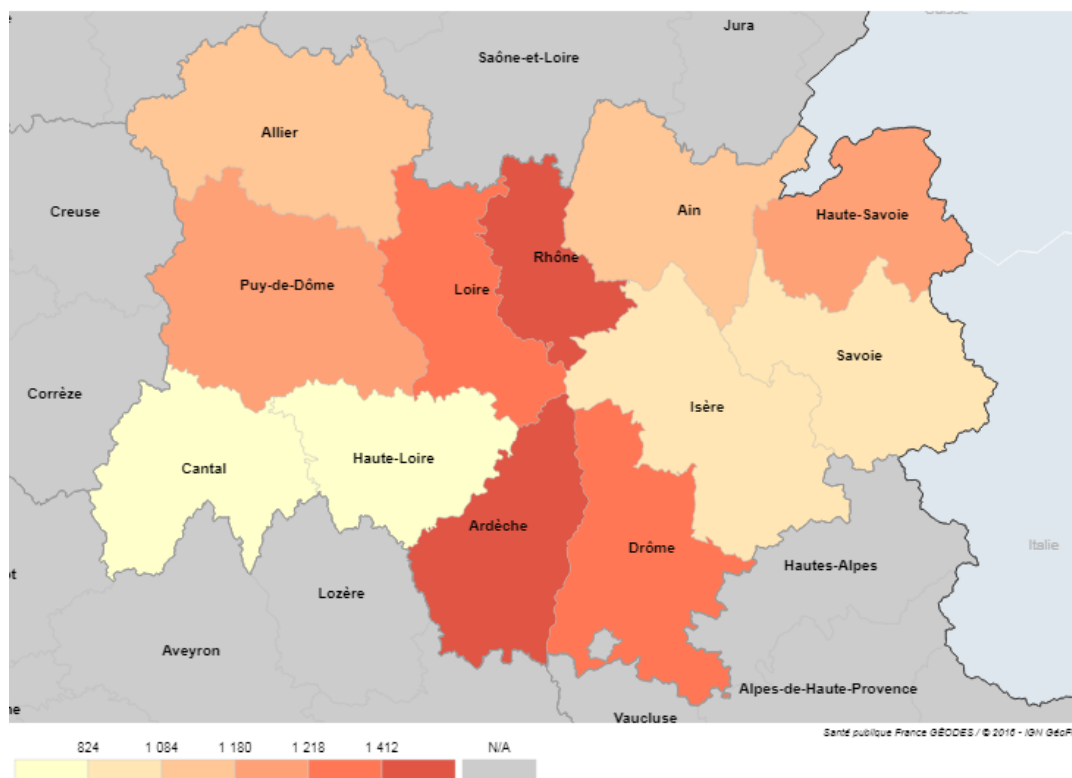 Jura
Saône-et-Loire
Allier
Creuse
Ain
Haute-Savoie
Rhône
Puy-de-Dôme
Loire
Savoie
Corrèze
Isère
Cantal
Haute-Loire
Ardèche
Drôme
Italie
Hautes-Alpes
Lozère
Aveyron
Alpes-de-Haute-Provence
Vaucluse
Santé publique France GÉODES / © 2016 - IGN GéoF
824 1 084 1 180 1 218 1 412 N/A